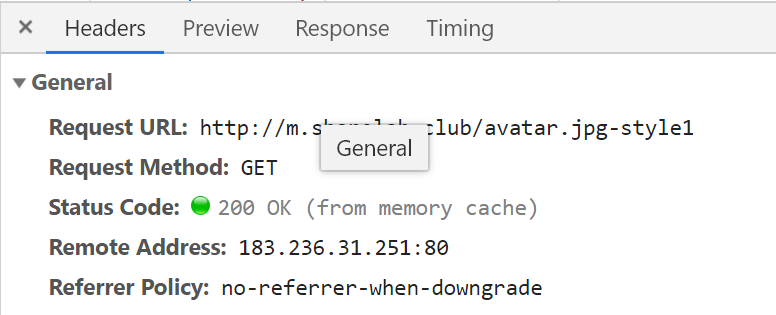 × Headers Preview Response Timing
▼ General
Request URL: http://m. club/avatar.jpg-style1
General
Request Method: GET
Status Code: 200 OK (from memory cache)
Remote Address: 183.236.31.251:80
Referrer Policy: no-referrer-when-downgrade